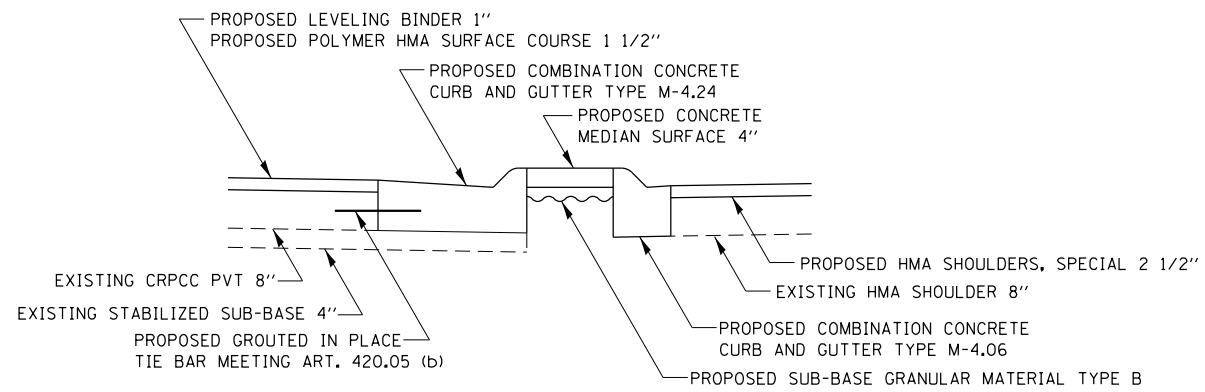 PROPOSED LEVELING BINDER 1"
PROPOSED POLYMER HMA SURFACE COURSE 1 1/2"
PROPOSED COMBINATION CONCRETE
CURB AND GUTTER TYPE M-4.24
PROPOSED CONCRETE
MEDIAN SURFACE 4"
EXISTING CRPCC PVT 8"
EXISTING STABILIZED SUB-BASE 4"
PROPOSED GROUTED IN PLACE
TIE BAR MEETING ART. 420.05 (b)
PROPOSED HMA SHOULDERS, SPECIAL 2 1/2"
EXISTING HMA SHOULDER 8"
PROPOSED COMBINATION CONCRETE
CURB AND GUTTER TYPE M-4.06
PROPOSED SUB-BASE GRANULAR MATERIAL TYPE B